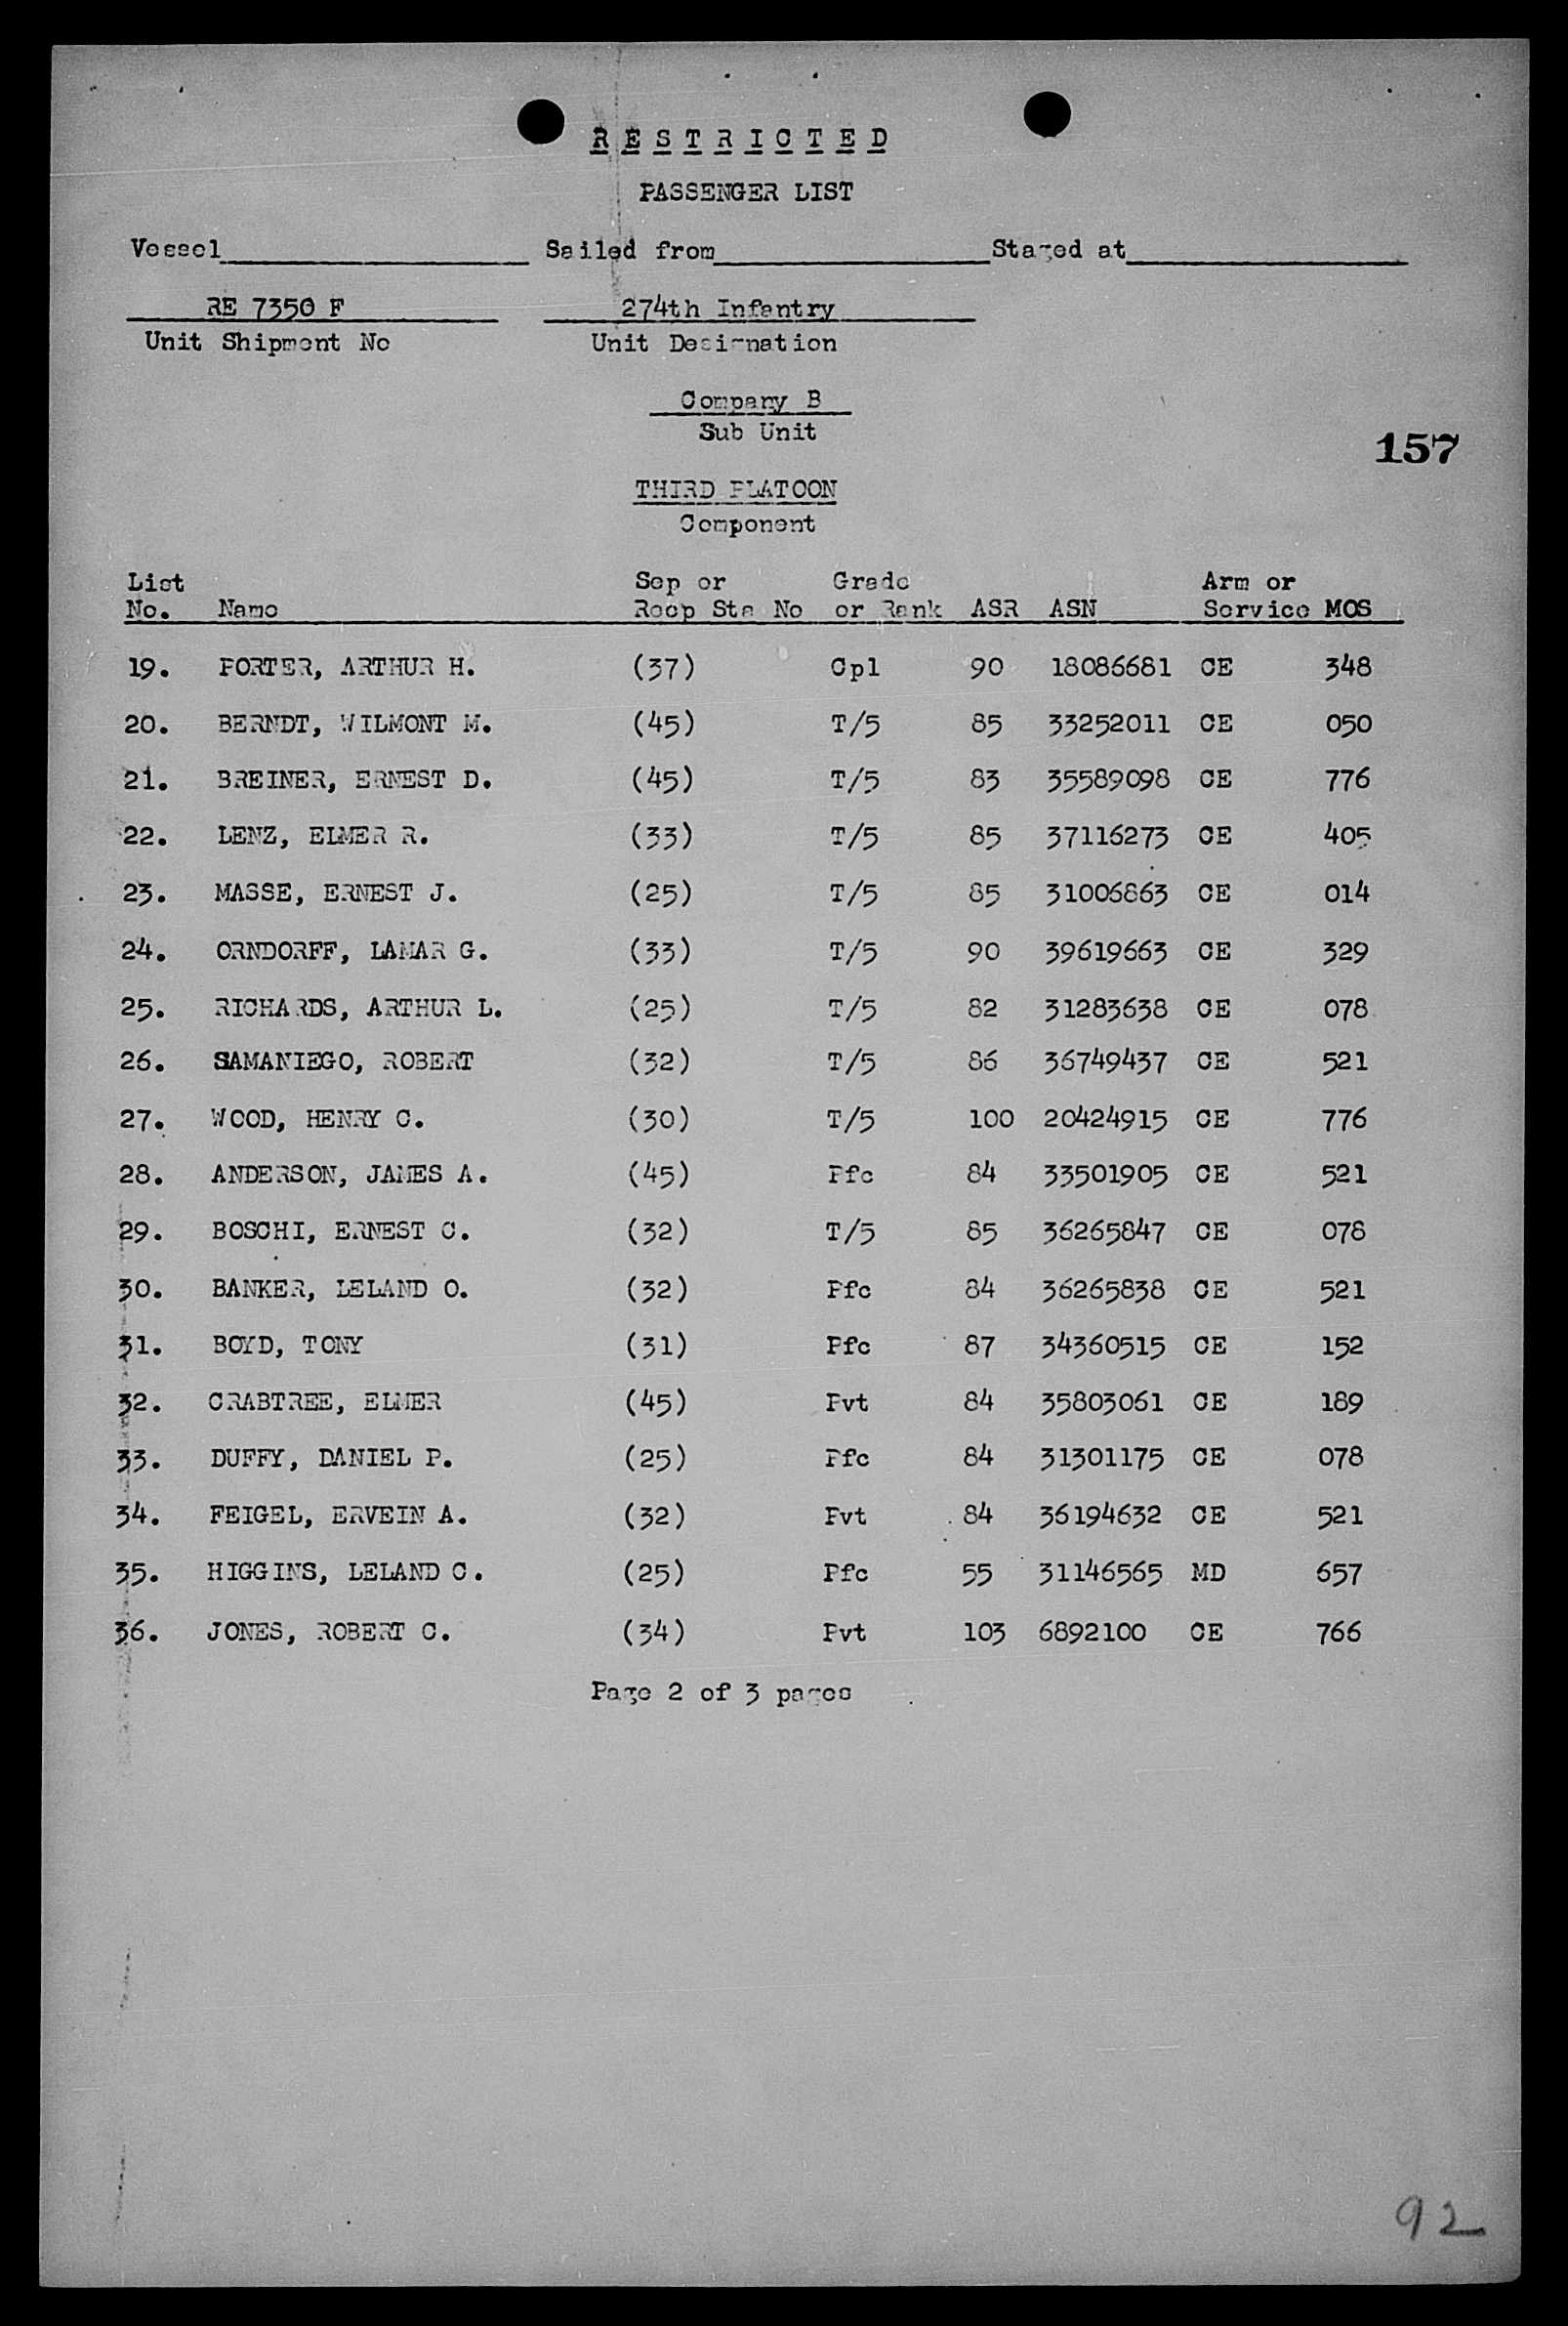 RESTRICTED
PASSENGER LIST
Vessel Sailed from Staged at
RE 7350 F 274th Infantry
Unit Shipment No Unit Designation
Company B
Sub Unit
157
THIRD PLATOON
Component
List Sep or Grade Arm or
No. Name Recp Sta No or Rank ASR ASN Service MOS
19. PORTER, ARTHUR H. (37) Cpl 90 18086681 CE 348
20. BERNDT, WILMONT M. (45) T/5 85 33252011 CE 050
21. BREINER, ERNEST D. (45) T/5 83 35589098 CE 776
22. LENZ, ELMER R. (33) T/5 85 37116273 CE 405
23. MASSE, ERNEST J. (25) T/5 85 31006863 CE 014
24. ORNDORFF, LAMAR G. (33) T/5 90 39619663 CE 329
25. RICHARDS, ARTHUR L. (25) T/5 82 31283638 CE 078
26. SAMANIEGO, ROBERT (32) T/5 86 36749437 CE 521
27. WOOD, HENRY C. (30) T/5 100 20424915 CE 776
28. ANDERSON, JAMES A. (45) Pfc 84 33501905 CE 521
29. BOSCHI, ERNEST C. (32) T/5 85 36265847 CE 078
30. BANKER, LELAND O. (32) Pfc 84 36265838 CE 521
31. BOYD, TONY (31) Pfc 87 34360515 CE 152
32. CRABTREE, ELMER (45) Pvt 84 35803061 CE 189
33. DUFFY, DANIEL P. (25) Pfc 84 31301175 CE 078
34. FEIGEL, ERVEIN A. (32) Pvt 84 36194632 CE 521
35. HIGGINS, LELAND C. (25) Pfc 55 31146565 MD 657
36. JONES, ROBERT C. (34) Pvt 103 6892100 CE 766
Page 2 of 3 pages
92